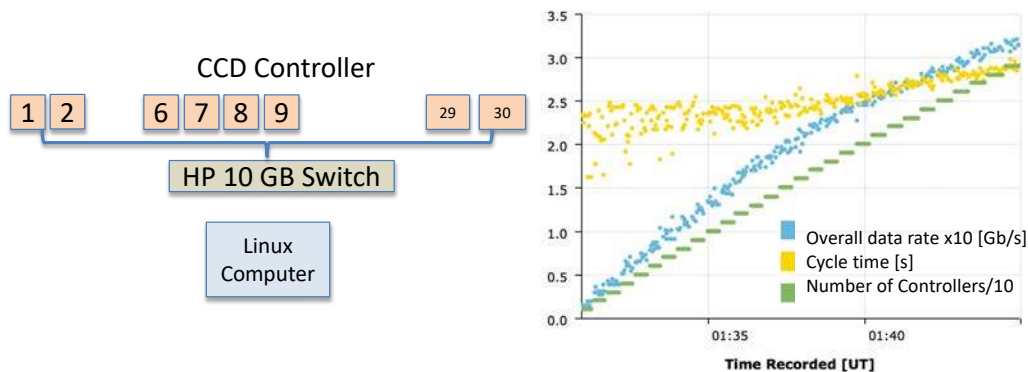 CCD Controller
1 2 6 7 8 9 29 30
HP 10 GB Switch
Linux
Computer
3.5
3.0
2.5
2.0
1.5
1.0
0.5
0.0
Overall data rate x10 [Gb/s]
Cycle time [s]
Number of Controllers/10
01:35 01:40
Time Recorded [UT]